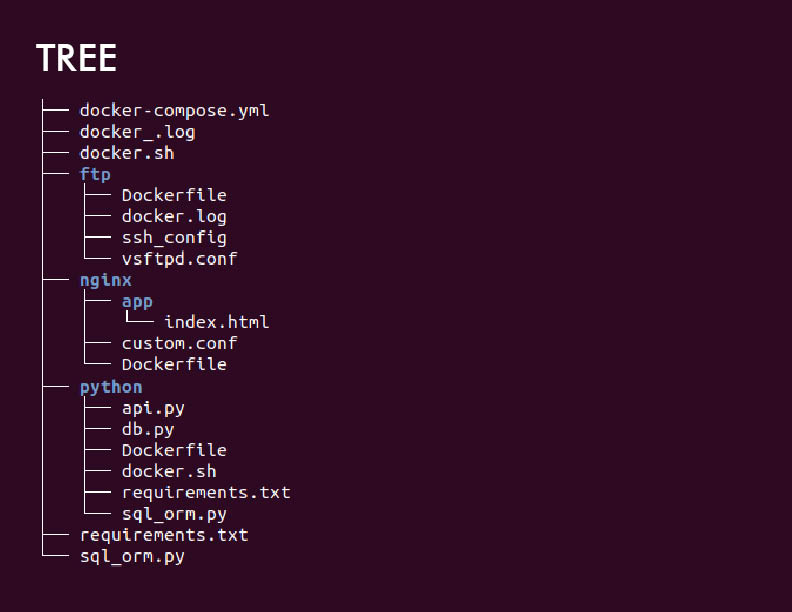 TREE
├── docker-compose.yml
├── docker_.log
├── docker.sh
├── ftp
│   ├── Dockerfile
│   ├── docker.log
│   ├── ssh_config
│   └── vsftpd.conf
├── nginx
│   ├── app
│   │   └── index.html
│   ├── custom.conf
│   └── Dockerfile
├── python
│   ├── api.py
│   ├── db.py
│   ├── Dockerfile
│   ├── docker.sh
│   ├── requirements.txt
│   └── sql_orm.py
├── requirements.txt
└── sql_orm.py